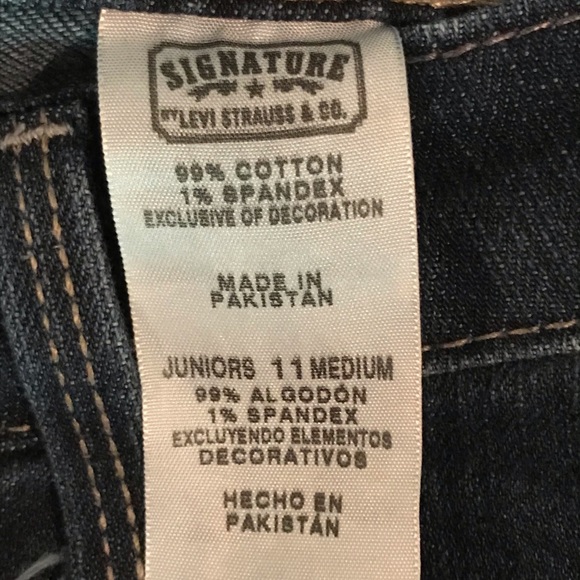 SIGNATURE
BY LEVI STRAUSS & CO.
99% COTTON
1% SPANDEX
EXCLUSIVE OF DECORATION
MADE IN
PAKISTAN
JUNIORS 11 MEDIUM
99% ALGODÓN
1% SPANDEX
EXCLUYENDO ELEMENTOS
DECORATIVOS
HECHO EN
PAKISTÁN